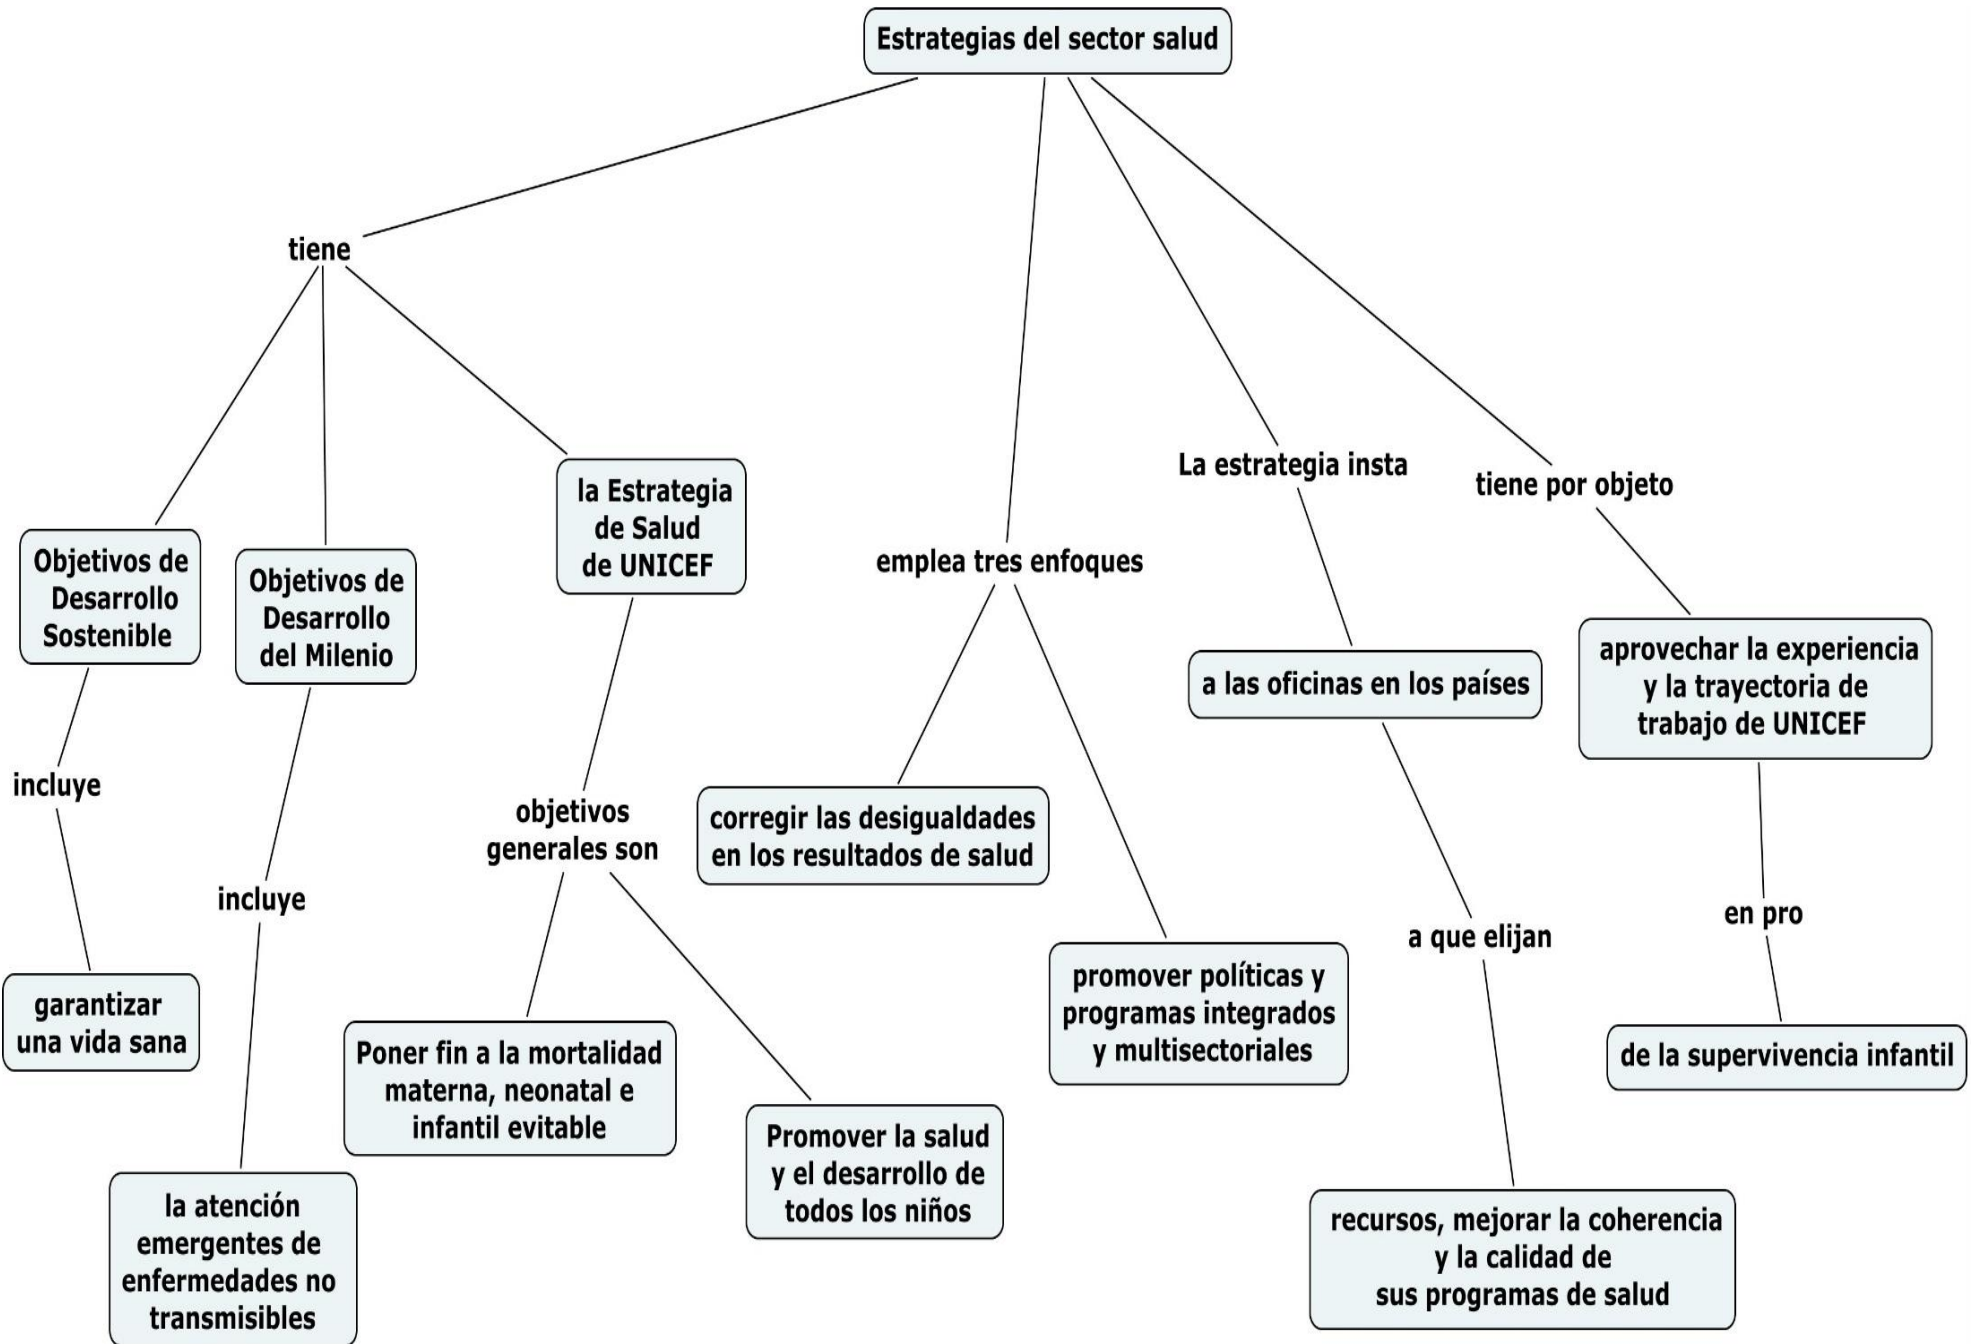 Estrategias del sector salud
tiene
La estrategia insta
tiene por objeto
emplea tres enfoques
la Estrategia
de Salud
de UNICEF
Objetivos de
Desarrollo
Sostenible
Objetivos de
Desarrollo
del Milenio
aprovechar la experiencia
y la trayectoria de
trabajo de UNICEF
a las oficinas en los países
incluye
objetivos
generales son
corregir las desigualdades
en los resultados de salud
incluye
en pro
a que elijan
garantizar
una vida sana
promover políticas y
programas integrados
y multisectoriales
Poner fin a la mortalidad
materna, neonatal e
infantil evitable
de la supervivencia infantil
Promover la salud
y el desarrollo de
todos los niños
la atención
emergentes de
enfermedades no
transmisibles
recursos, mejorar la coherencia
y la calidad de
sus programas de salud